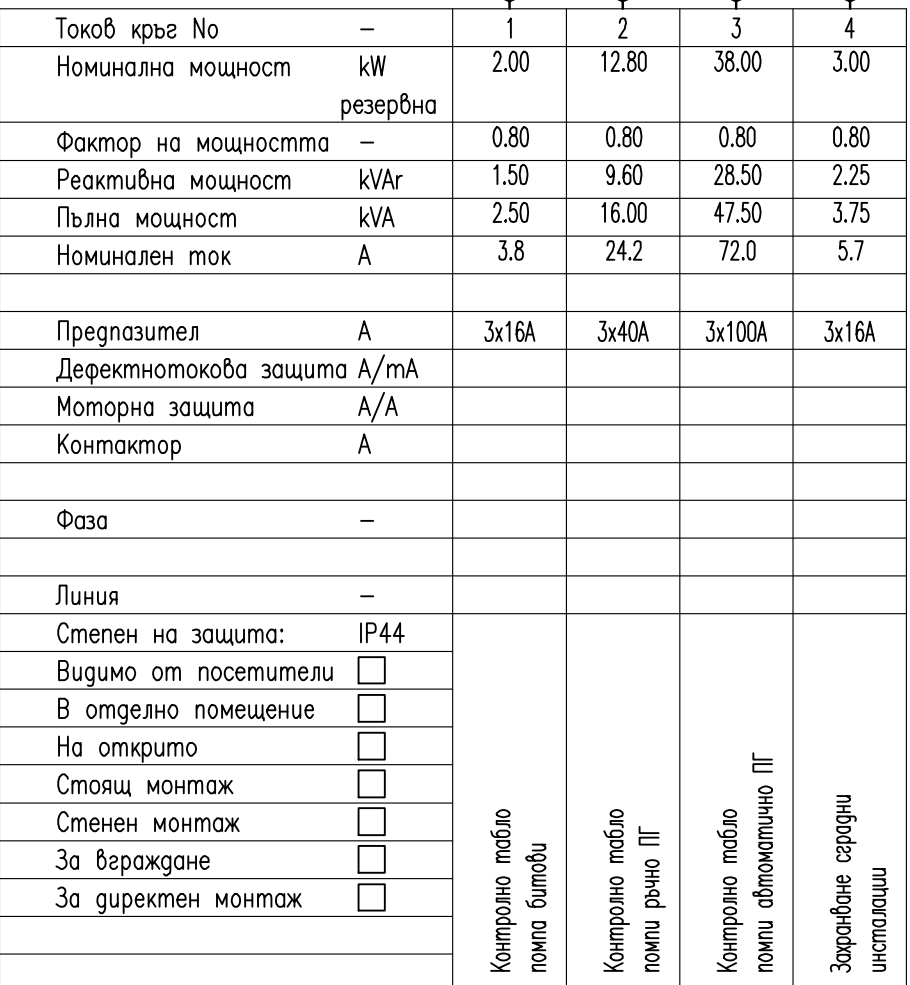 Токов кръг No – 1 2 3 4
Номинална мощност kW 2.00 12.80 38.00 3.00
резервна
Фактор на мощността – 0.80 0.80 0.80 0.80
Реактивна мощност kVAr 1.50 9.60 28.50 2.25
Пълна мощност kVA 2.50 16.00 47.50 3.75
Номинален ток A 3.8 24.2 72.0 5.7
Предпазител A 3x16A 3x40A 3x100A 3x16A
Дефектнотокова защита A/mA
Моторна защита A/A
Контактор A
Фаза –
Линия –
Степен на защита: IP44
Видимо от посетители
В отделно помещение
На открито
Стоящ монтаж
Стенен монтаж
За вграждане
За директен монтаж
Контролно табло
помпа битови
Контролно табло
помпи ръчно ПГ
Контролно табло
помпи автоматично ПГ
Захранване сградни
инсталации